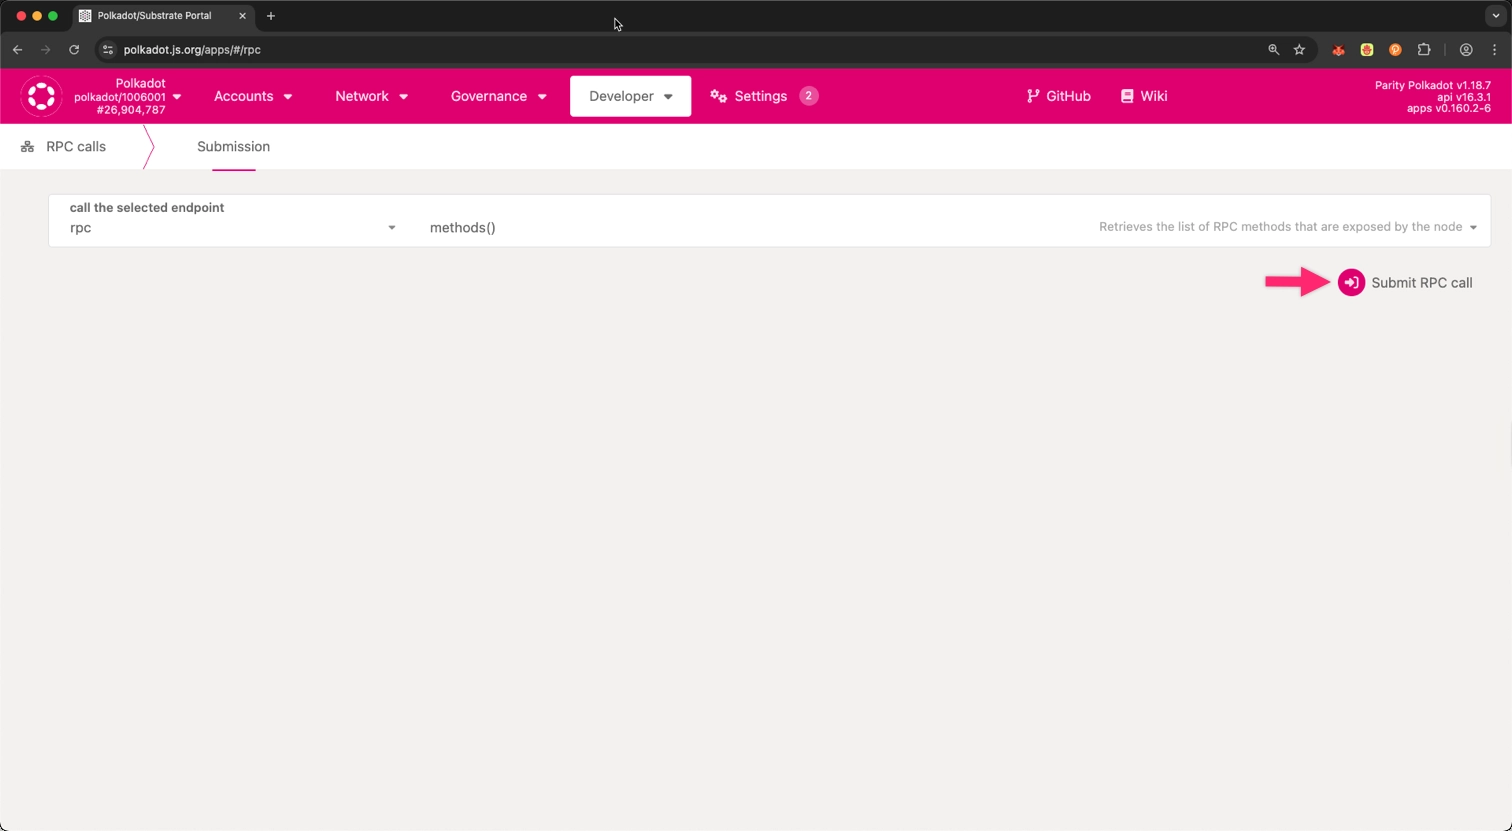 Polkadot/Substrate Portal
polkadot.js.org/apps/#/rpc
Polkadot
polkadot/1006001
#26,904,787
Accounts
Network
Governance
Developer
Settings 2
GitHub
Wiki
Parity Polkadot v1.18.7
api v16.3.1
apps v0.160.2-6
RPC calls
Submission
call the selected endpoint
rpc
methods()
Retrieves the list of RPC methods that are exposed by the node
Submit RPC call